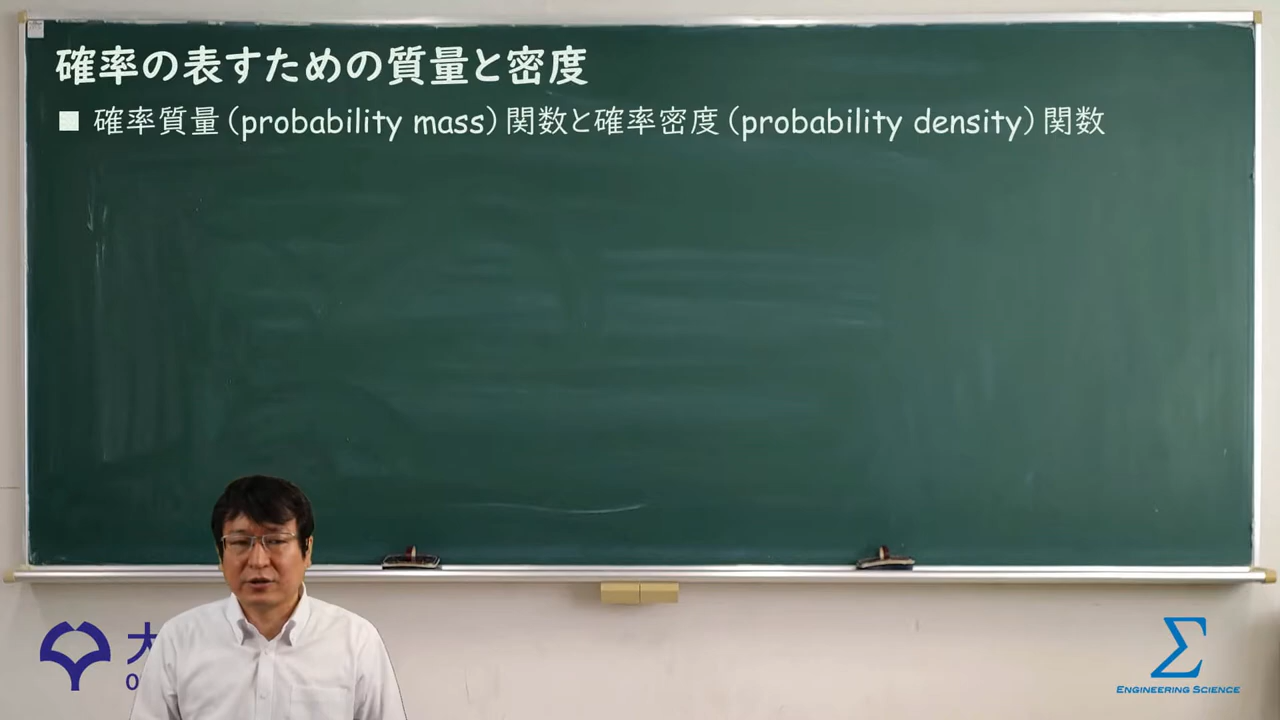 確率の表すための質量と密度
■ 確率質量（probability mass）関数と確率密度（probability density）関数
大
O
ENGINEERING SCIENCE